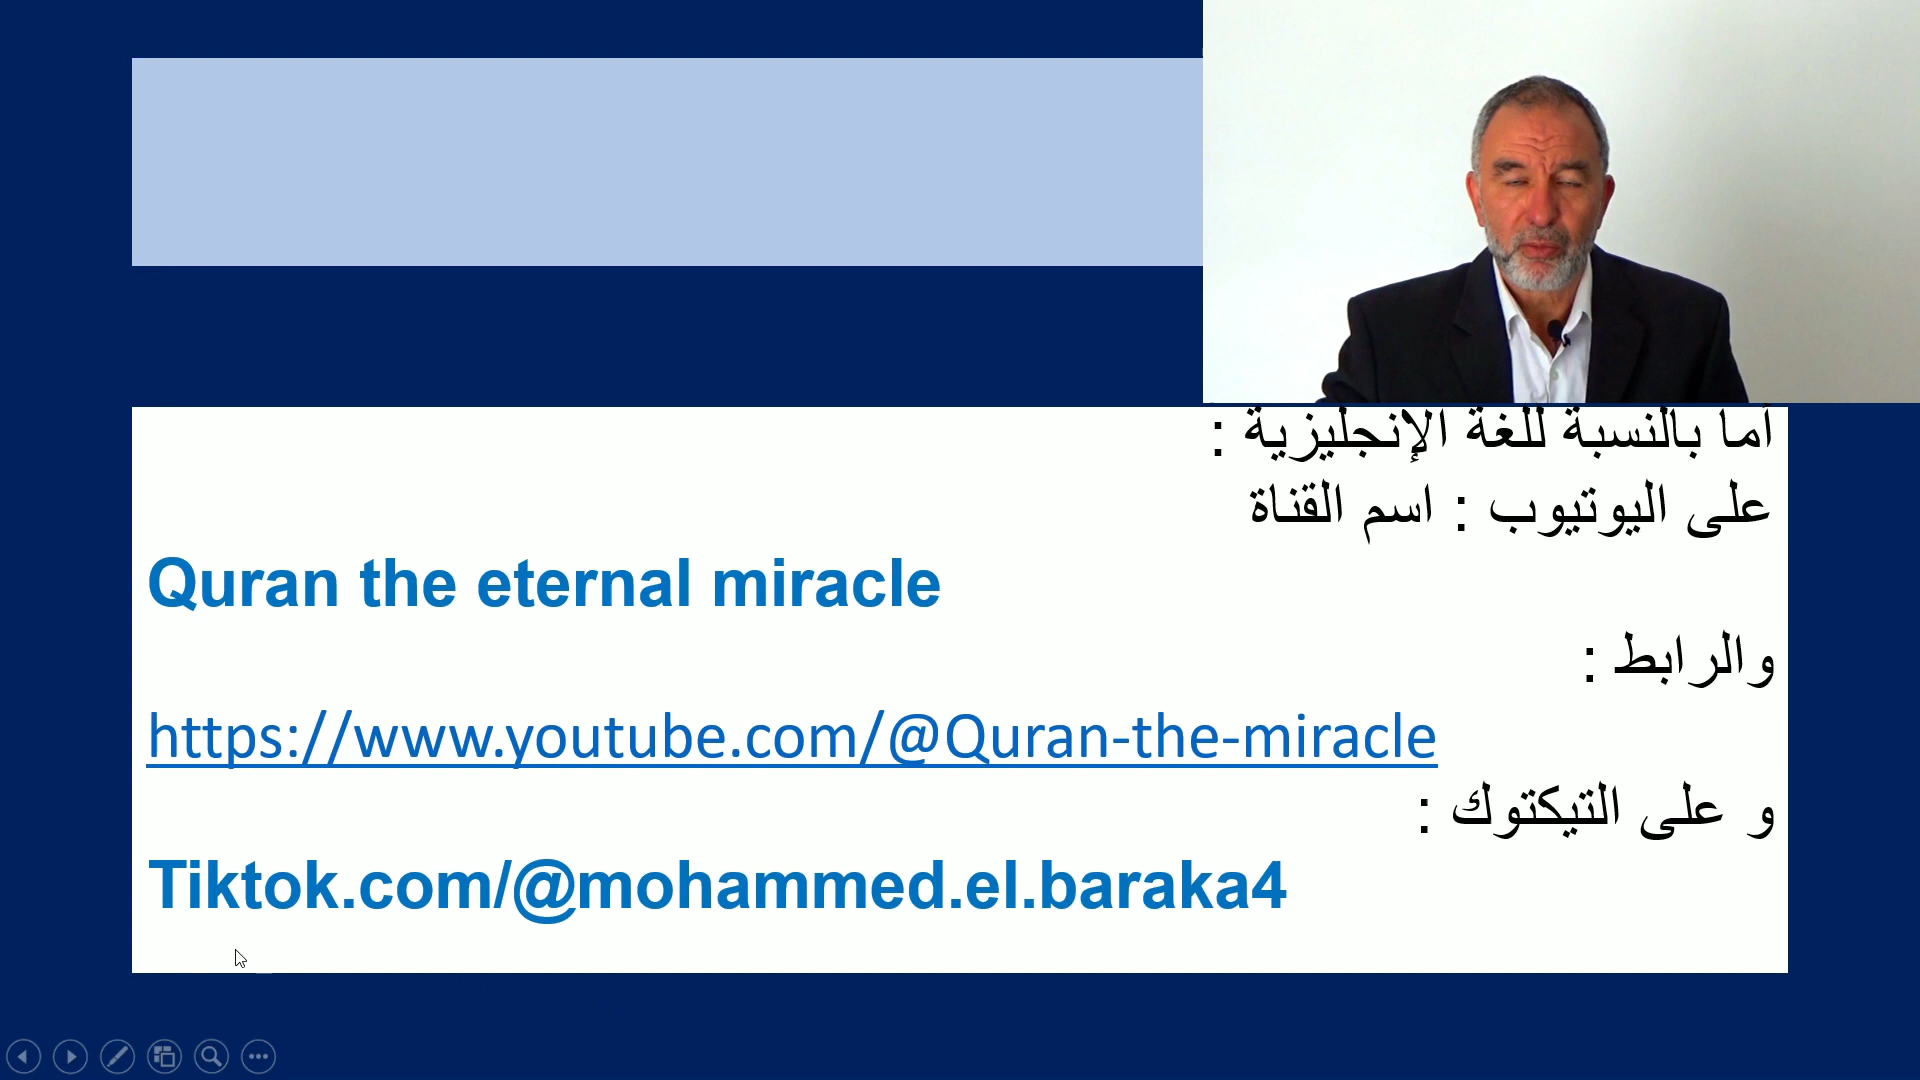 أما بالنسبة للغة الإنجليزية :
على اليوتيوب : اسم القناة
Quran the eternal miracle
والرابط :
https://www.youtube.com/@Quran-the-miracle
و على التيكتوك :
Tiktok.com/@mohammed.el.baraka4